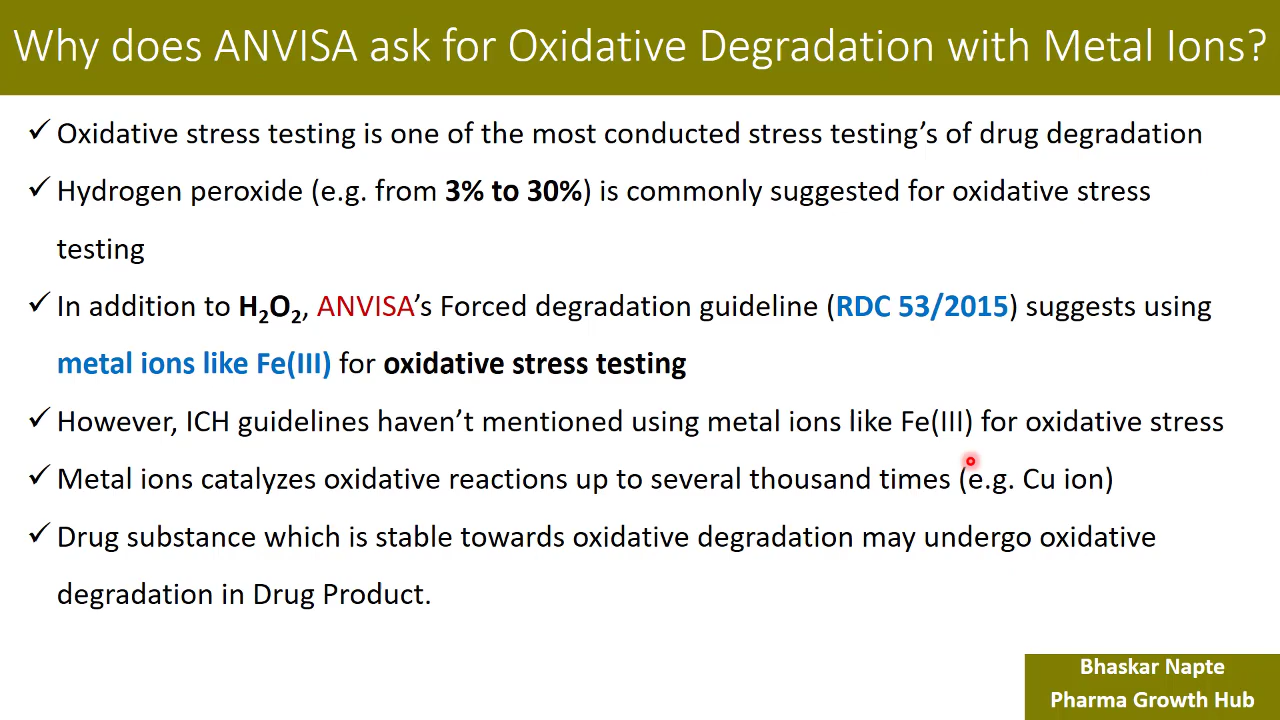 Why does ANVISA ask for Oxidative Degradation with Metal Ions?
✓ Oxidative stress testing is one of the most conducted stress testing’s of drug degradation
✓ Hydrogen peroxide (e.g. from 3% to 30%) is commonly suggested for oxidative stress
testing
✓ In addition to H₂O₂, ANVISA’s Forced degradation guideline (RDC 53/2015) suggests using
metal ions like Fe(III) for oxidative stress testing
✓ However, ICH guidelines haven’t mentioned using metal ions like Fe(III) for oxidative stress
✓ Metal ions catalyzes oxidative reactions up to several thousand times (e.g. Cu ion)
✓ Drug substance which is stable towards oxidative degradation may undergo oxidative
degradation in Drug Product.
Bhaskar Napte
Pharma Growth Hub